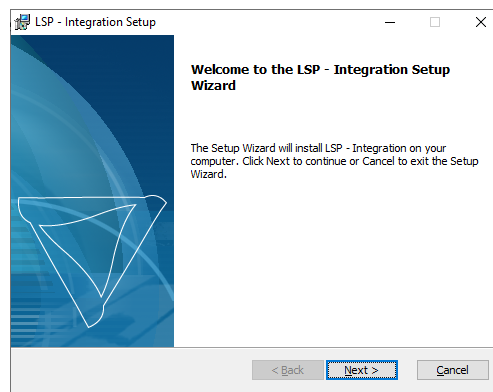 LSP - Integration Setup
Welcome to the LSP - Integration Setup
Wizard
The Setup Wizard will install LSP - Integration on your
computer. Click Next to continue or Cancel to exit the Setup
Wizard.
< Back
Next >
Cancel